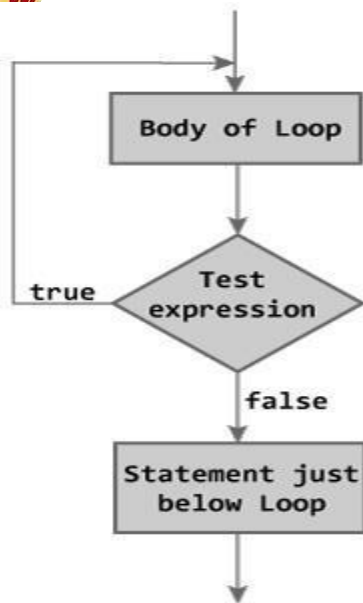 Body of Loop
Test
expression
true
false
Statement just
below Loop